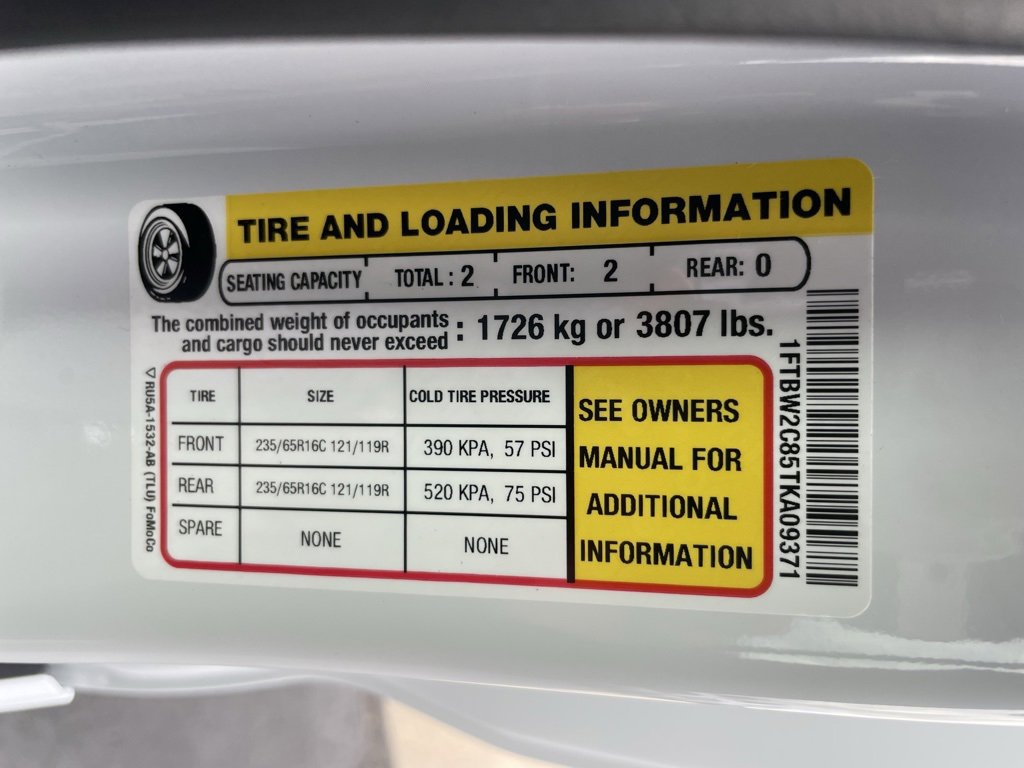 TIRE AND LOADING INFORMATION
SEATING CAPACITY TOTAL : 2 FRONT: 2 REAR: 0
The combined weight of occupants
and cargo should never exceed : 1726 kg or 3807 lbs.
TIRE SIZE COLD TIRE PRESSURE
FRONT 235/65R16C 121/119R 390 KPA, 57 PSI
REAR 235/65R16C 121/119R 520 KPA, 75 PSI
SPARE NONE NONE
SEE OWNERS
MANUAL FOR
ADDITIONAL
INFORMATION
1FTBW2C85TKA09371
▽RU5A-1532-AB (TLU) FoMoCo